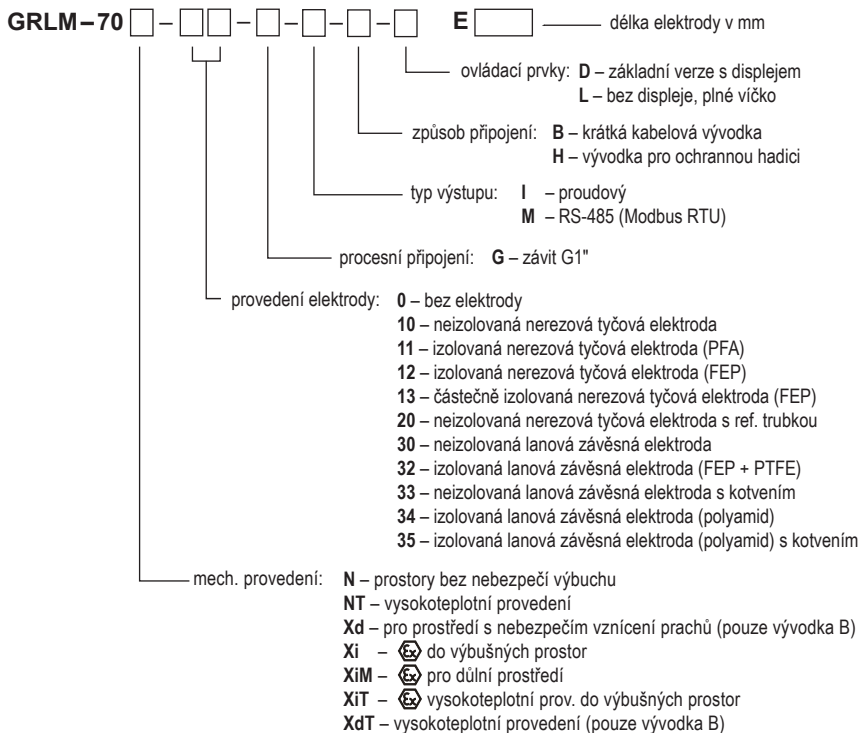 GRLM–70 – – – – – E délka elektrody v mm
ovládací prvky: D – základní verze s displejem
L – bez displeje, plné víčko
způsob připojení: B – krátká kabelová vývodka
H – vývodka pro ochrannou hadici
typ výstupu: I – proudový
M – RS-485 (Modbus RTU)
procesní připojení: G – závit G1"
provedení elektrody: 0 – bez elektrody
10 – neizolovaná nerezová tyčová elektroda
11 – izolovaná nerezová tyčová elektroda (PFA)
12 – izolovaná nerezová tyčová elektroda (FEP)
13 – částečně izolovaná nerezová tyčová elektroda (FEP)
20 – neizolovaná nerezová tyčová elektroda s ref. trubkou
30 – neizolovaná lanová závěsná elektroda
32 – izolovaná lanová závěsná elektroda (FEP + PTFE)
33 – neizolovaná lanová závěsná elektroda s kotvením
34 – izolovaná lanová závěsná elektroda (polyamid)
35 – izolovaná lanová závěsná elektroda (polyamid) s kotvením
mech. provedení: N – prostory bez nebezpečí výbuchu
NT – vysokoteplotní provedení
Xd – pro prostředí s nebezpečím vznícení prachů (pouze vývodka B)
Xi – Ex do výbušných prostor
XiM – Ex pro důlní prostředí
XiT – Ex vysokoteplotní prov. do výbušných prostor
XdT – vysokoteplotní provedení (pouze vývodka B)